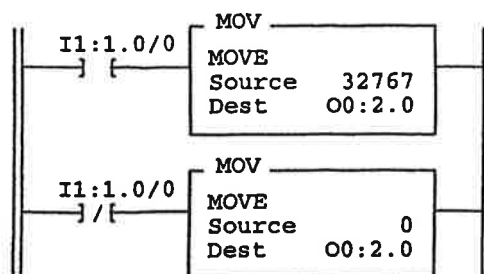 MOV
I1:1.0/0
MOVE
Source 32767
Dest O0:2.0
MOV
I1:1.0/0
MOVE
Source 0
Dest O0:2.0